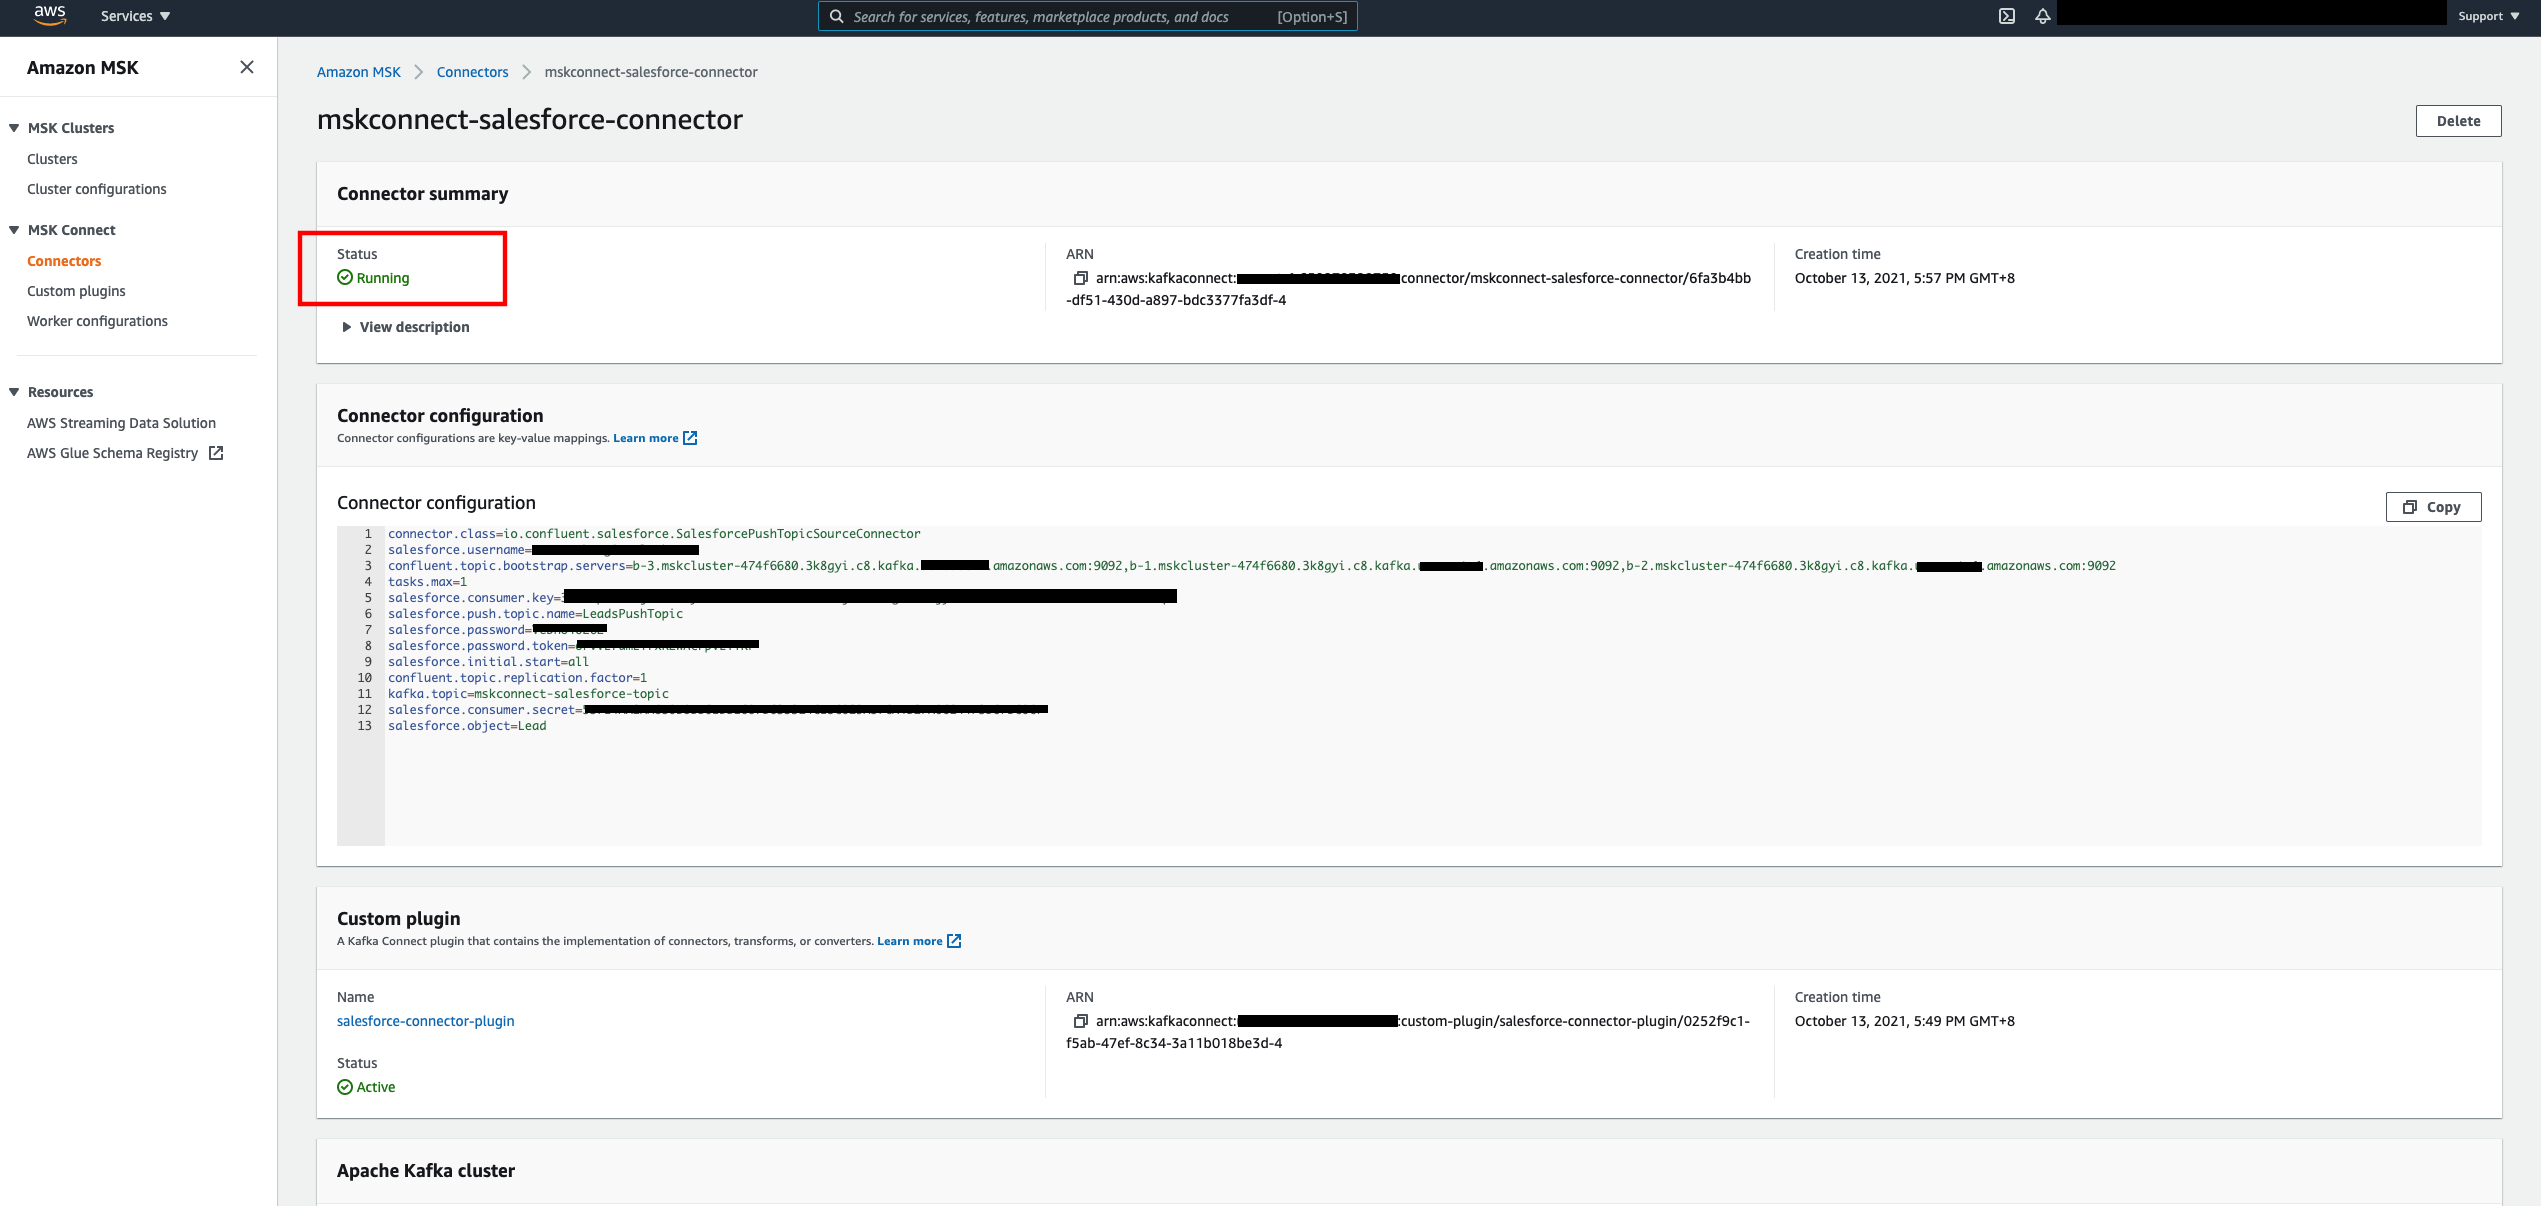 aws
Services ▼
Search for services, features, marketplace products, and docs [Option+S]
Support ▼
Amazon MSK
MSK Clusters
Clusters
Cluster configurations
MSK Connect
Connectors
Custom plugins
Worker configurations
Resources
AWS Streaming Data Solution
AWS Glue Schema Registry
Amazon MSK > Connectors > mskconnect-salesforce-connector
mskconnect-salesforce-connector
Delete
Connector summary
Status
Running
View description
ARN
arn:aws:kafkaconnect: connector/mskconnect-salesforce-connector/6fa3b4bb
-df51-430d-a897-bdc3377fa3df-4
Creation time
October 13, 2021, 5:57 PM GMT+8
Connector configuration
Connector configurations are key-value mappings. Learn more
Connector configuration
Copy
1 connector.class=io.confluent.salesforce.SalesforcePushTopicSourceConnector
2 salesforce.username=
3 confluent.topic.bootstrap.servers=b-3.mskcluster-474f6680.3k8gyi.c8.kafka. .amazonaws.com:9092,b-1.mskcluster-474f6680.3k8gyi.c8.kafka. .amazonaws.com:9092,b-2.mskcluster-474f6680.3k8gyi.c8.kafka. .amazonaws.com:9092
4 tasks.max=1
5 salesforce.consumer.key=
6 salesforce.push.topic.name=LeadsPushTopic
7 salesforce.password=
8 salesforce.password.token=
9 salesforce.initial.start=all
10 confluent.topic.replication.factor=1
11 kafka.topic=mskconnect-salesforce-topic
12 salesforce.consumer.secret=
13 salesforce.object=Lead
Custom plugin
A Kafka Connect plugin that contains the implementation of connectors, transforms, or converters. Learn more
Name
salesforce-connector-plugin
Status
Active
ARN
arn:aws:kafkaconnect: :custom-plugin/salesforce-connector-plugin/0252f9c1-
f5ab-47ef-8c34-3a11b018be3d-4
Creation time
October 13, 2021, 5:49 PM GMT+8
Apache Kafka cluster